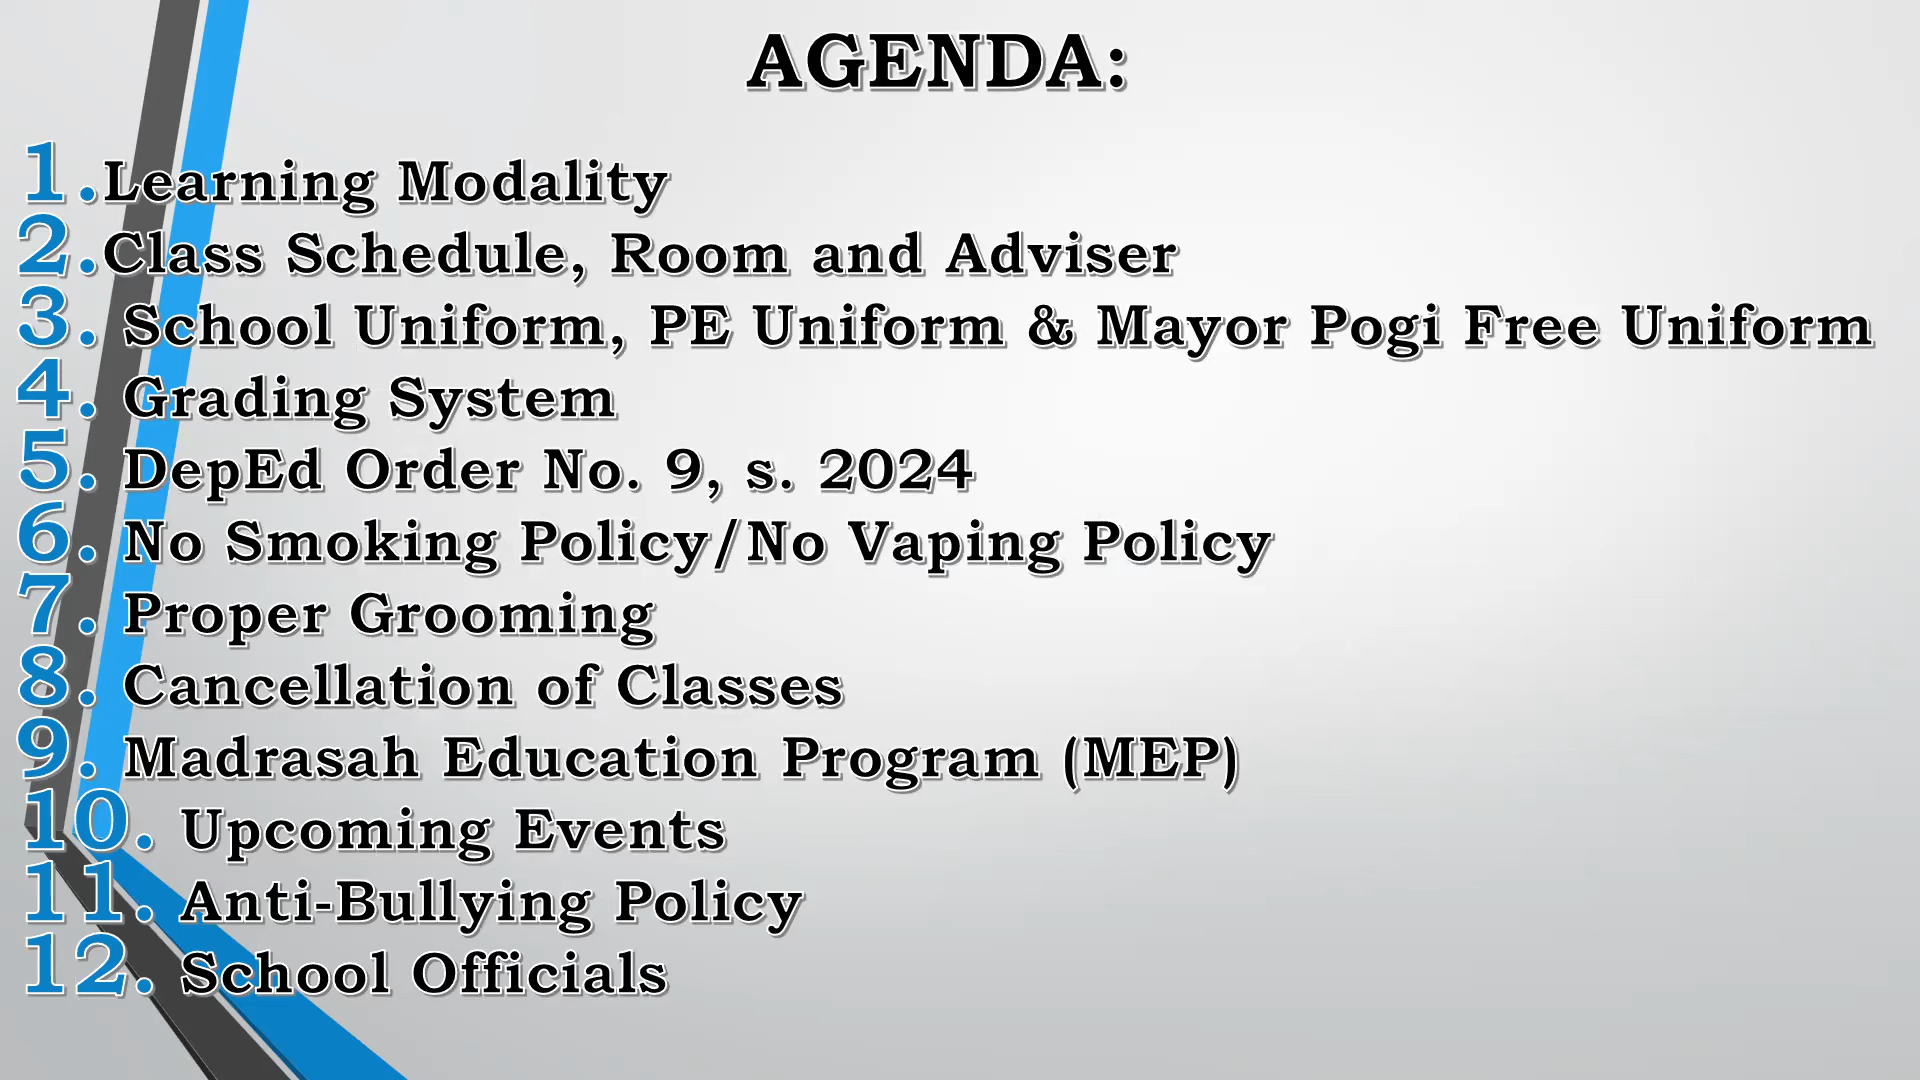 AGENDA:
1.Learning Modality
2.Class Schedule, Room and Adviser
3. School Uniform, PE Uniform & Mayor Pogi Free Uniform
4. Grading System
5. DepEd Order No. 9, s. 2024
6. No Smoking Policy/No Vaping Policy
7. Proper Grooming
8. Cancellation of Classes
9. Madrasah Education Program (MEP)
10. Upcoming Events
11. Anti-Bullying Policy
12. School Officials